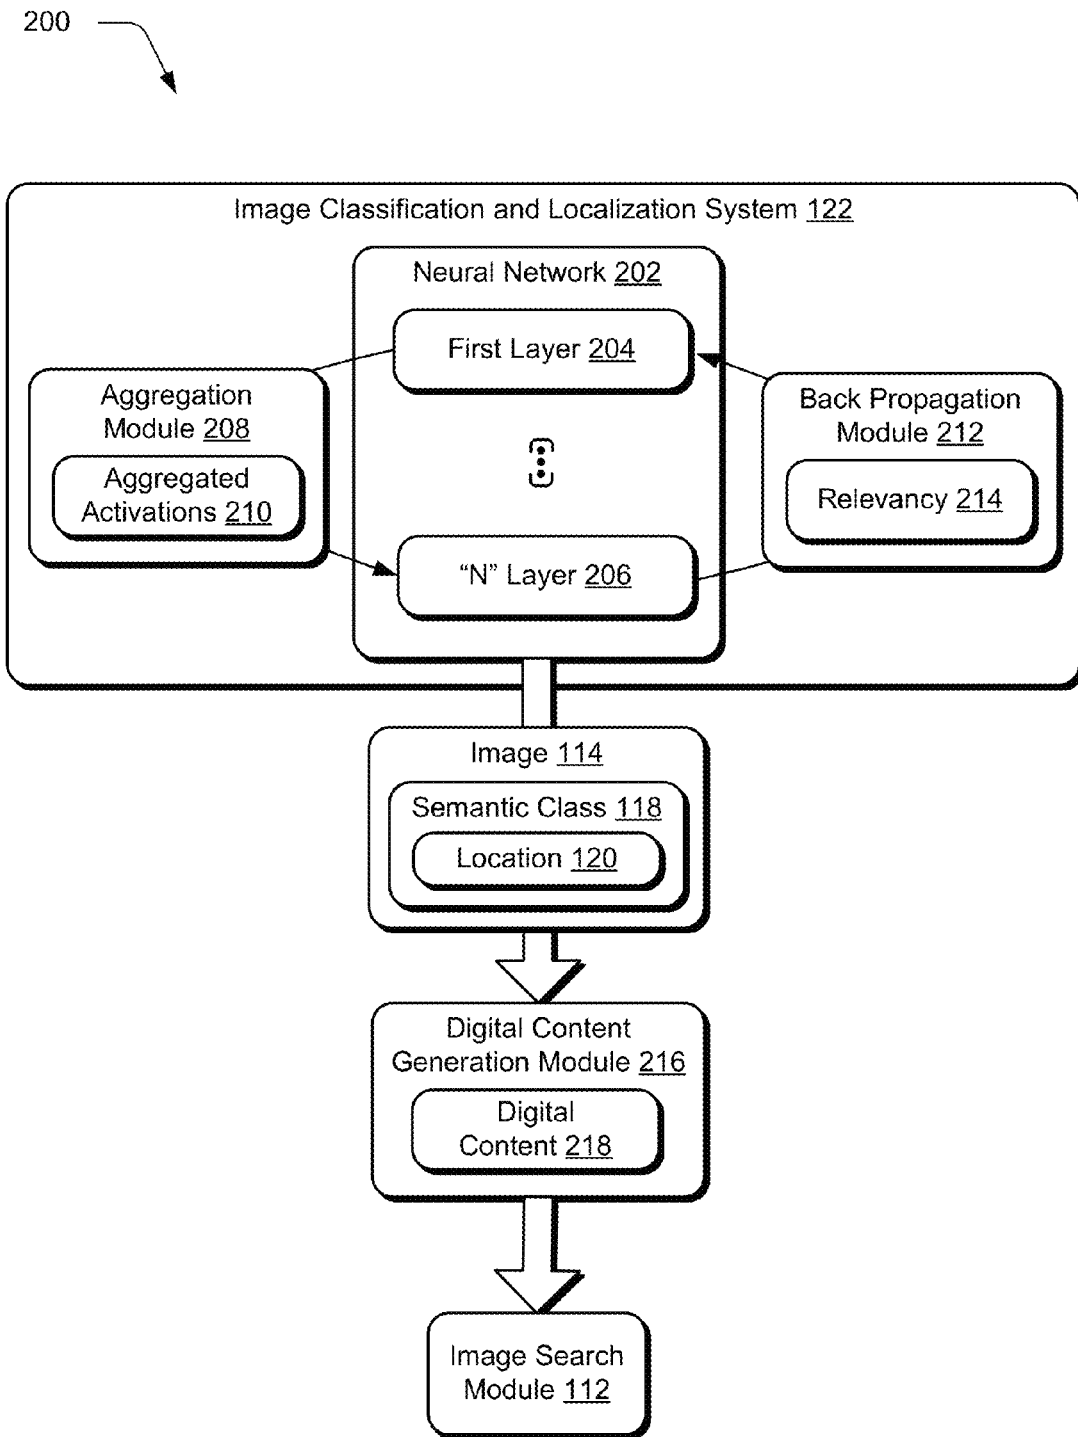 200
Image Classification and Localization System 122
Neural Network 202
First Layer 204
Aggregation
Module 208
Aggregated
Activations 210
Back Propagation
Module 212
Relevancy 214
“N” Layer 206
Image 114
Semantic Class 118
Location 120
Digital Content
Generation Module 216
Digital
Content 218
Image Search
Module 112